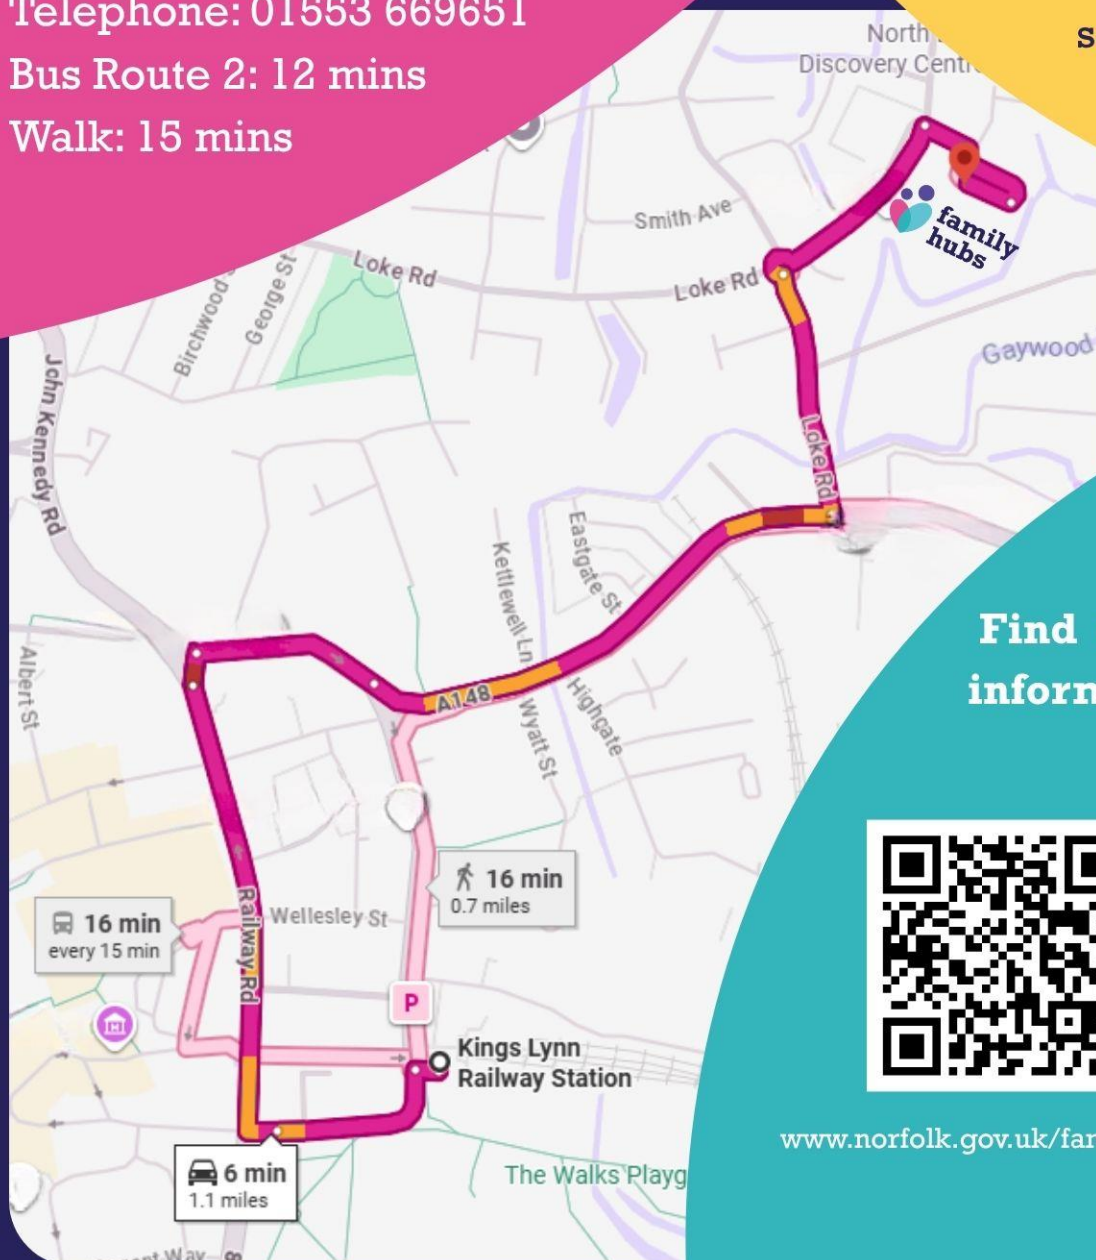 Telephone: 01553 669651
Bus Route 2: 12 mins
Walk: 15 mins
s
North
Discovery Centre
Smith Ave
Loke Rd
Loke Rd
family
hubs
Birchwood
George St
Gaywood
John Kennedy Rd
Loke Rd
Eastgate St
Kettlewell Ln
Albert St
A148
Highgate
Wyatt St
Find
inform
16 min
0.7 miles
16 min
every 15 min
Railway Rd
Wellesley St
P
Kings Lynn
Railway Station
www.norfolk.gov.uk/fam
6 min
1.1 miles
The Walks Playg
Way